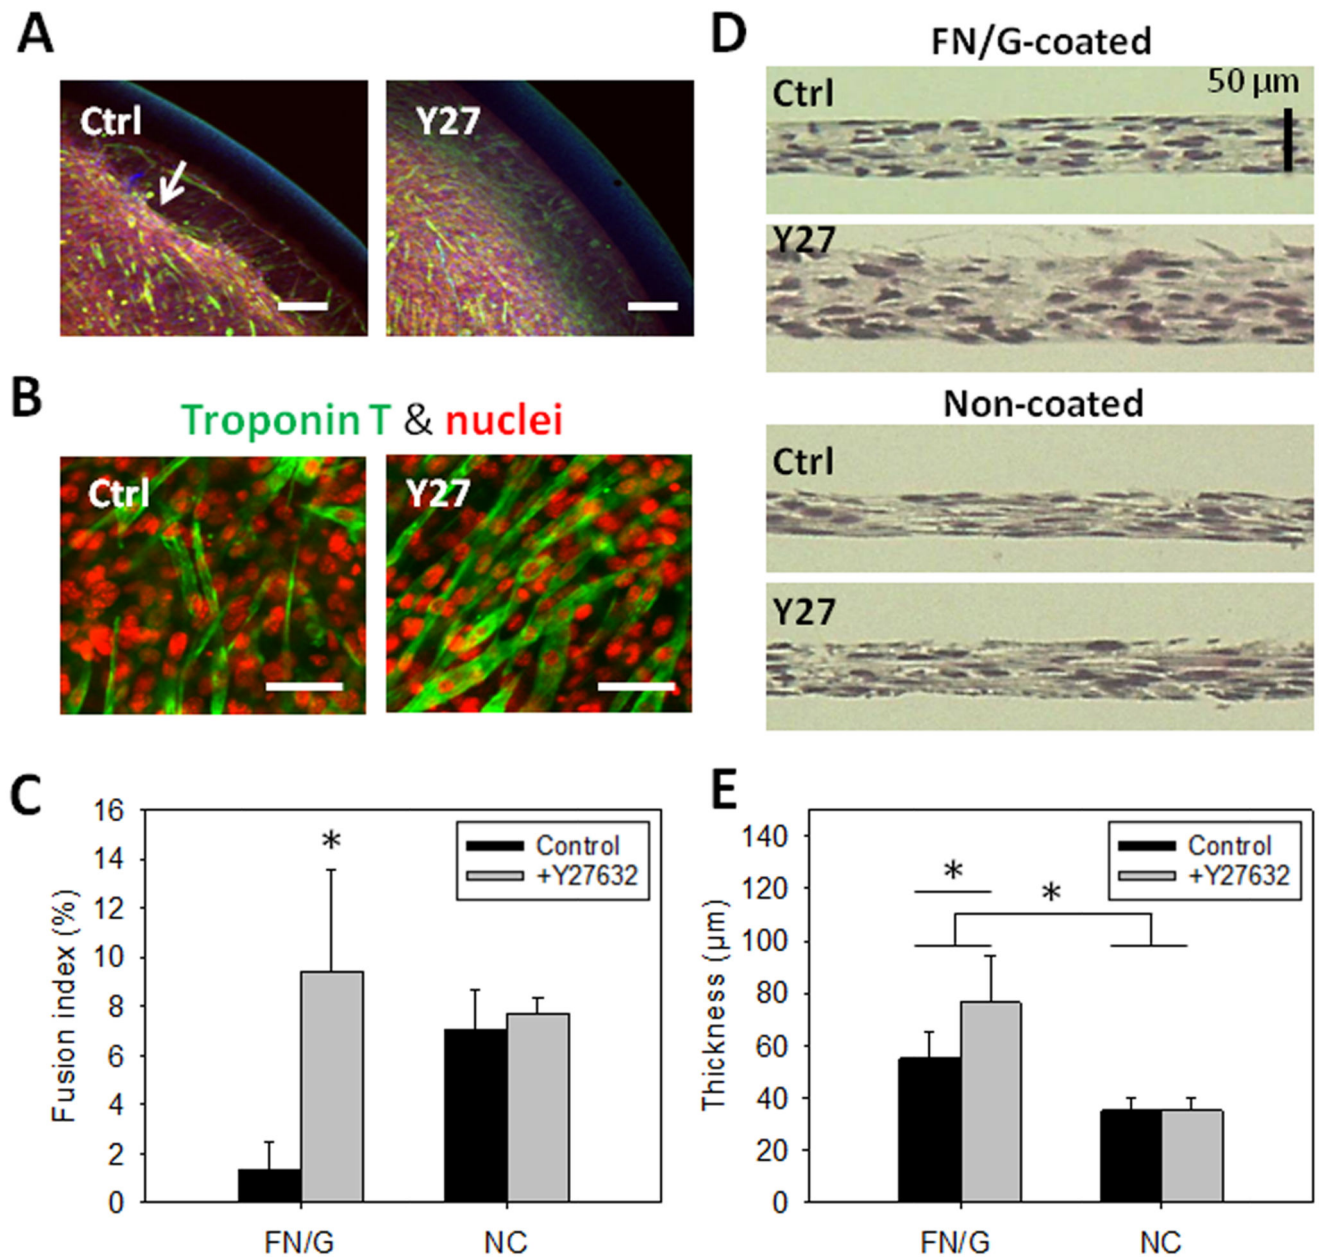 A
Ctrl
Y27
B
Troponin T & nuclei
Ctrl
Y27
C
16
14
12
10
8
6
4
2
0
Fusion index (%)
*
Control
+Y27632
FN/G
NC
D
FN/G-coated
Ctrl
50 µm
Y27
Non-coated
Ctrl
Y27
E
140
120
100
80
60
40
20
0
Thickness (µm)
*
*
Control
+Y27632
FN/G
NC